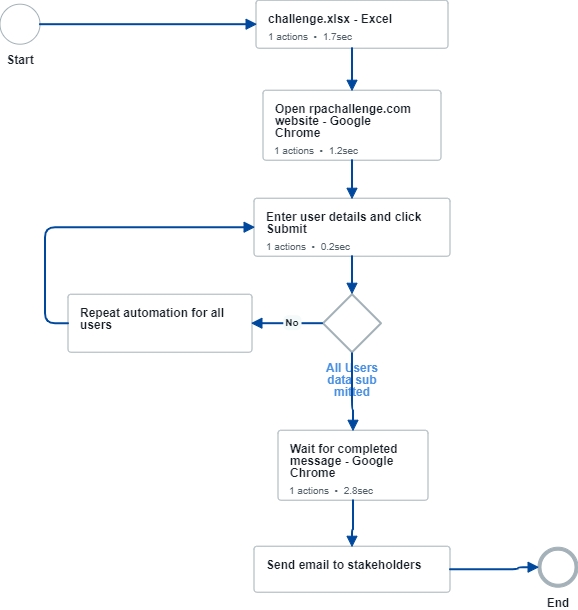 challenge.xlsx - Excel
1 actions • 1.7sec
Start
Open rpachallenge.com
website - Google
Chrome
1 actions • 1.2sec
Enter user details and click
Submit
1 actions • 0.2sec
Repeat automation for all
users
No
All Users
data sub
mitted
Wait for completed
message - Google
Chrome
1 actions • 2.8sec
Send email to stakeholders
End